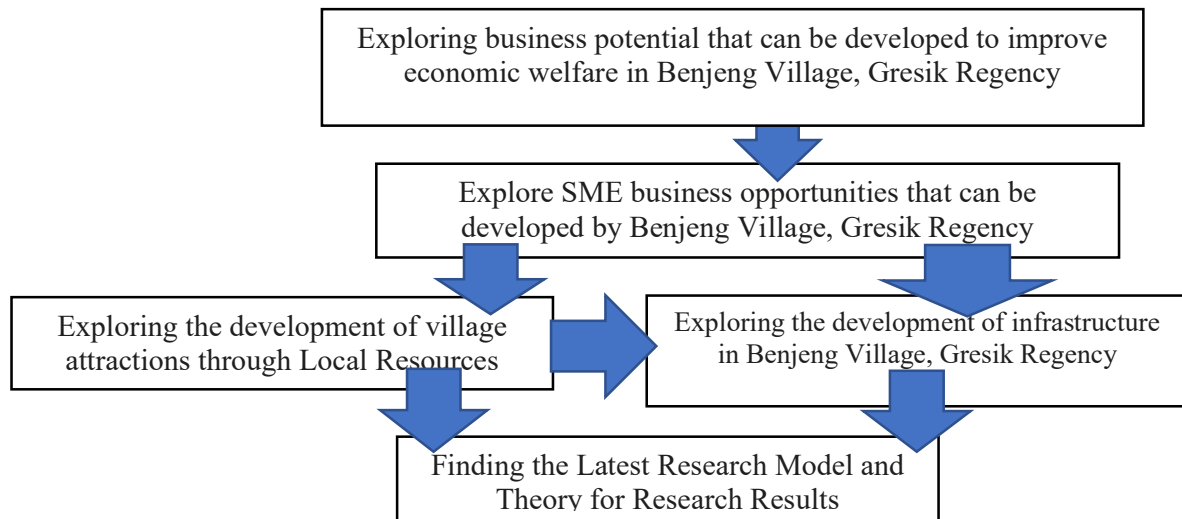 Exploring business potential that can be developed to improve
economic welfare in Benjeng Village, Gresik Regency
Explore SME business opportunities that can be
developed by Benjeng Village, Gresik Regency
Exploring the development of village
attractions through Local Resources
Exploring the development of infrastructure
in Benjeng Village, Gresik Regency
Finding the Latest Research Model and
Theory for Research Results